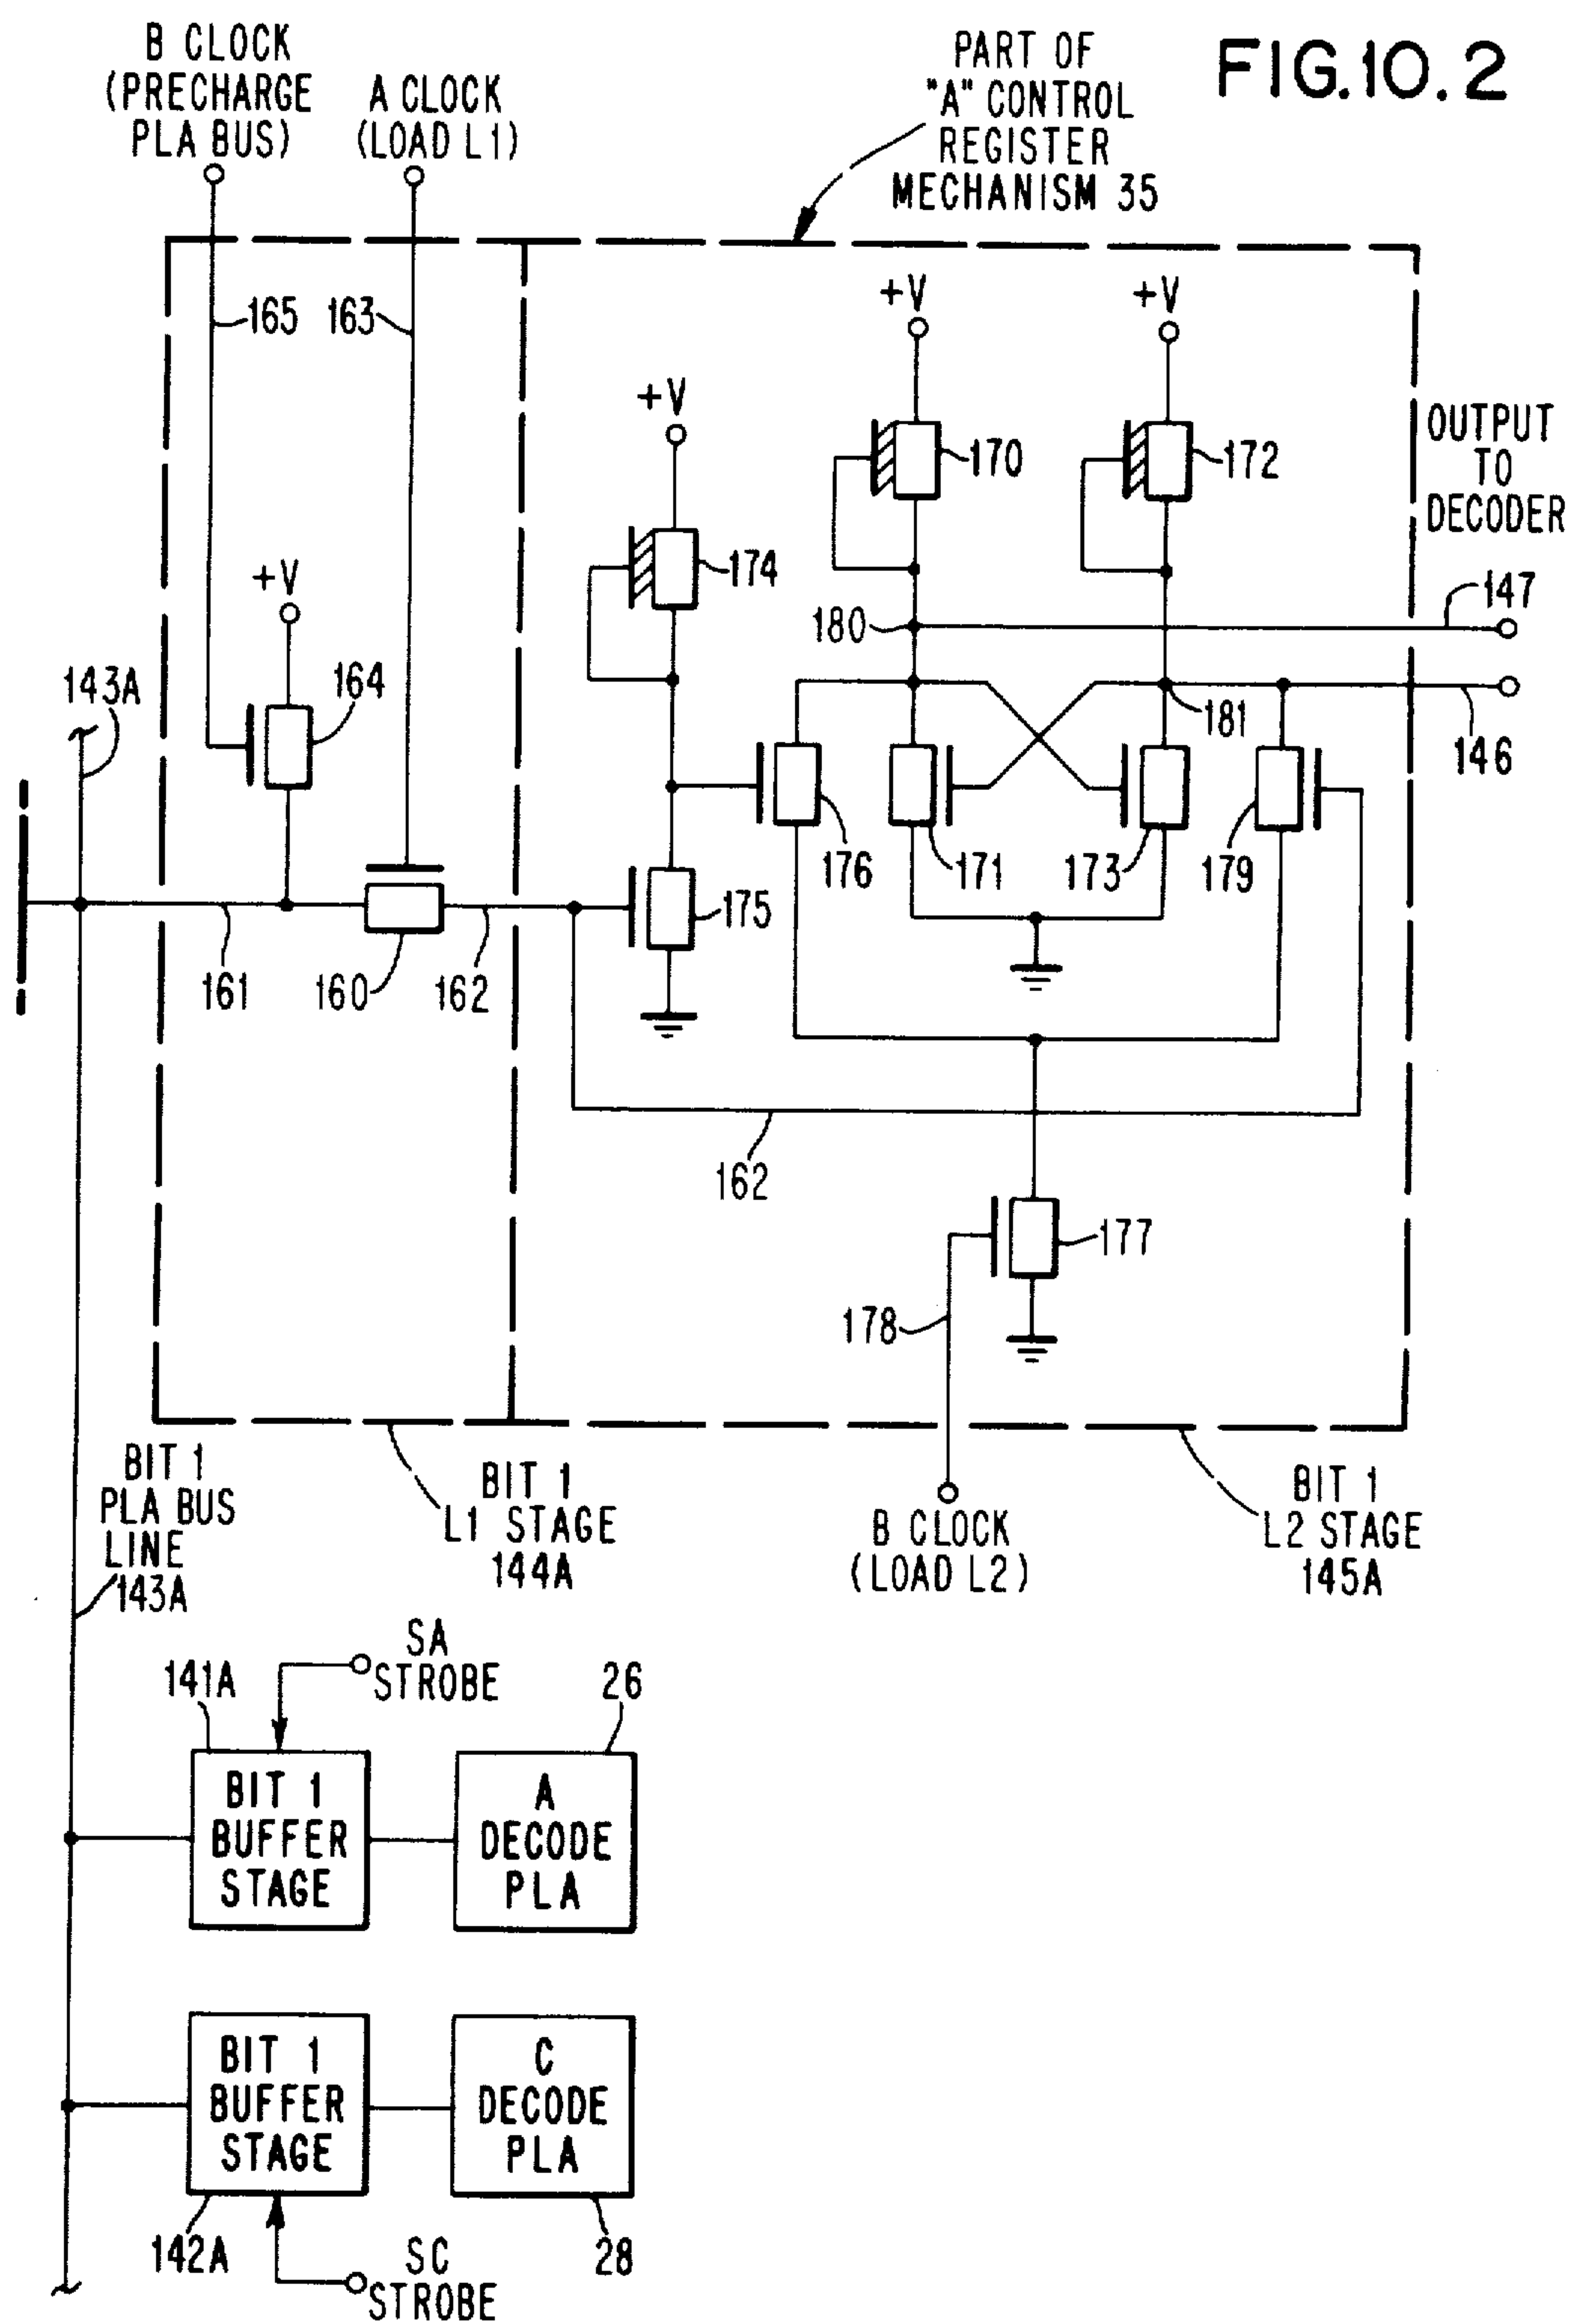 FIG.10.2
B CLOCK
(PRECHARGE
PLA BUS)
A CLOCK
(LOAD L1)
PART OF
"A" CONTROL
REGISTER
MECHANISM 35
165
163
+V
+V
+V
170
172
OUTPUT
TO
DECODER
174
+V
147
180
143A
164
181
146
176
171
173
179
175
161
160
162
162
177
178
BIT 1
PLA BUS
LINE
143A
BIT 1
L1 STAGE
144A
B CLOCK
(LOAD L2)
BIT 1
L2 STAGE
145A
SA
STROBE
141A
26
BIT 1
BUFFER
STAGE
A
DECODE
PLA
BIT 1
BUFFER
STAGE
C
DECODE
PLA
142A
SC
STROBE
28